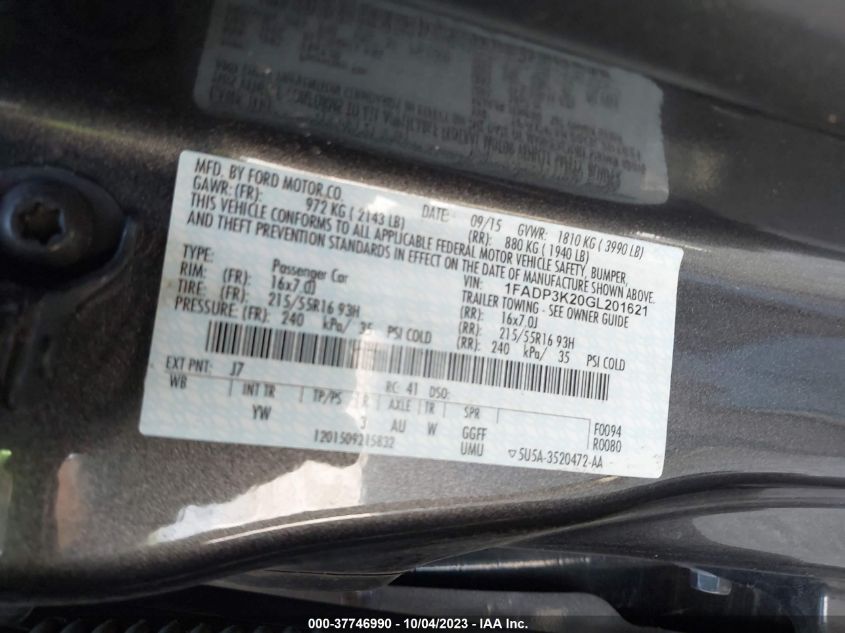 MFD. BY FORD MOTOR CO.
DATE: 09/15 GVWR: 1810 KG ( 3990 LB)
GAWR: (FR): 972 KG ( 2143 LB) (RR): 880 KG ( 1940 LB)
THIS VEHICLE CONFORMS TO ALL APPLICABLE FEDERAL MOTOR VEHICLE SAFETY, BUMPER,
AND THEFT PREVENTION STANDARDS IN EFFECT ON THE DATE OF MANUFACTURE SHOWN ABOVE.
VIN: 1FADP3K20GL201621
TYPE: Passenger Car TRAILER TOWING - SEE OWNER GUIDE
RIM: (FR): 16x7.0J (RR): 16x7.0J
TIRE: (FR): 215/55R16 93H (RR): 215/55R16 93H
PRESSURE: (FR): 240 kPa/ 35 PSI COLD (RR): 240 kPa/ 35 PSI COLD
EXT PNT: J7 RC: 41 DSO:
WB INT TR TP/PS R AXLE TR SPR
YW 3 AU W GGFF F0094
UMU R0080
1201509215832 ▽5U5A-3520472-AA
000-37746990 - 10/04/2023 - IAA Inc.